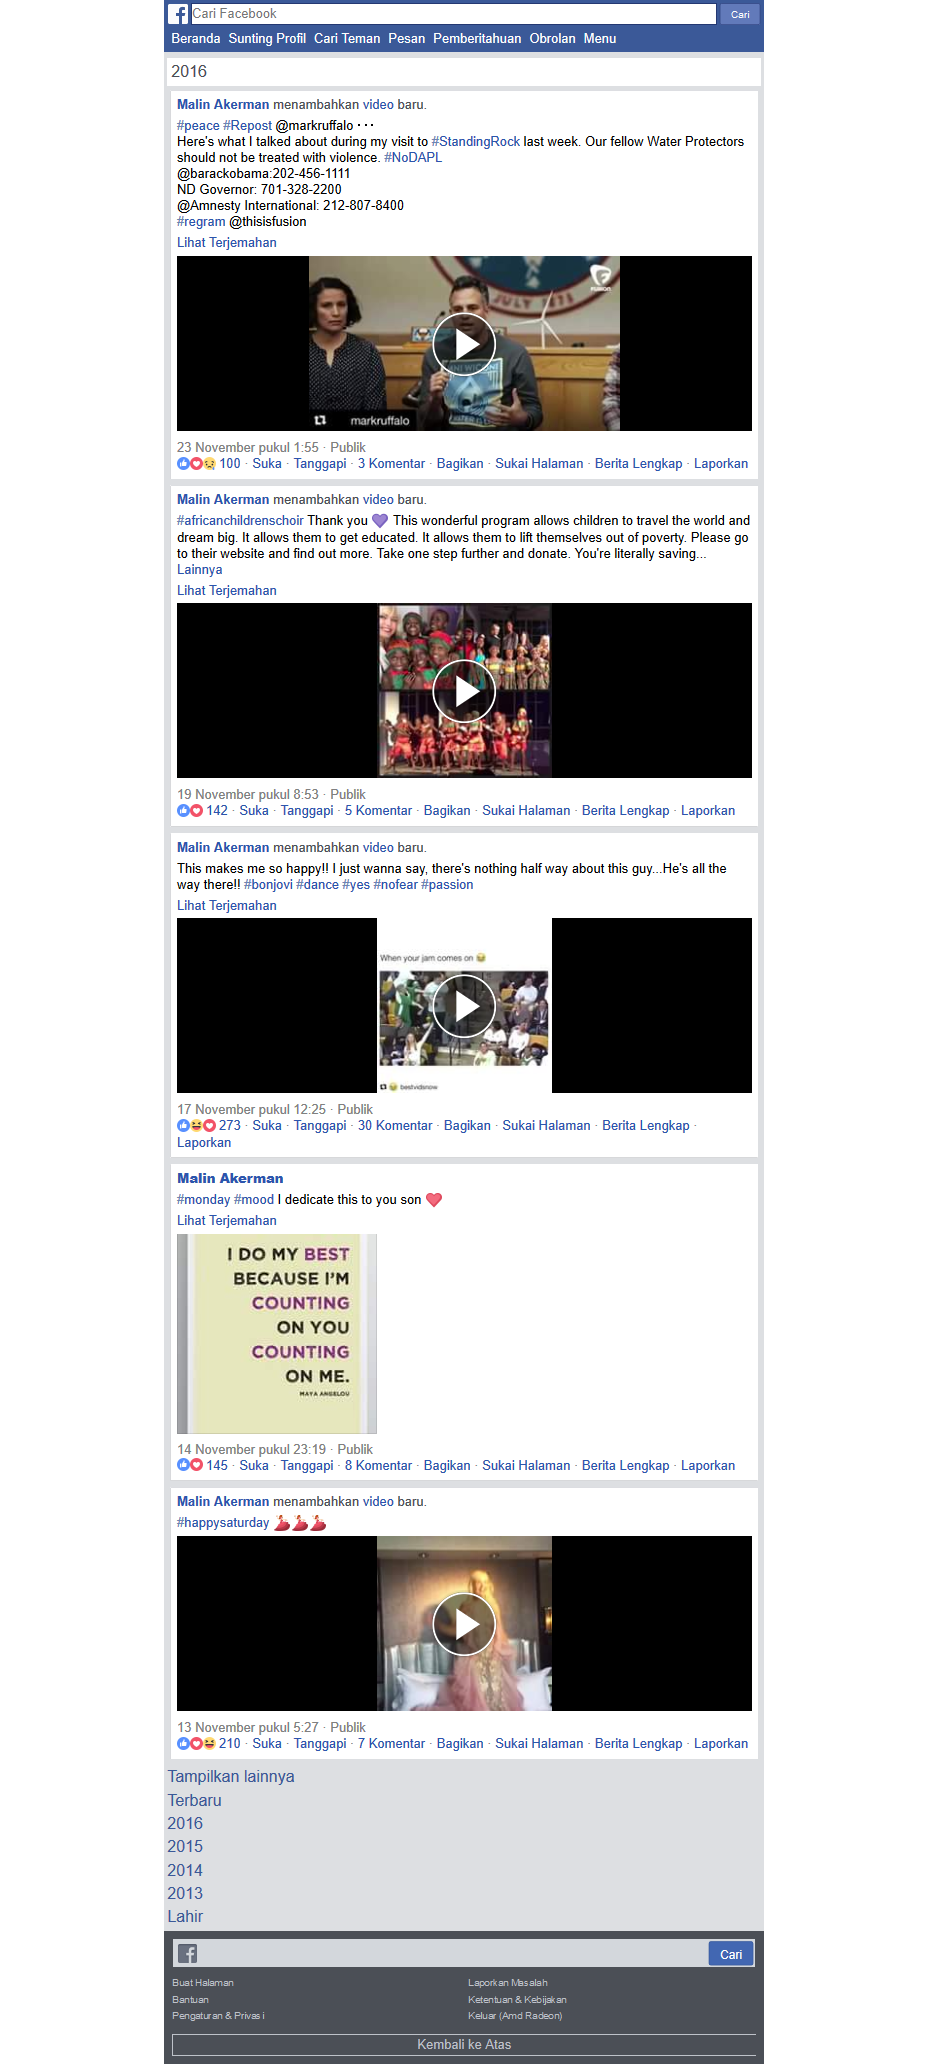 Cari Facebook
Cari
Beranda Sunting Profil Cari Teman Pesan Pemberitahuan Obrolan Menu
2016
Malin Akerman menambahkan video baru.
#peace #Repost @markruffalo ・・・
Here's what I talked about during my visit to #StandingRock last week. Our fellow Water Protectors
should not be treated with violence. #NoDAPL
@barackobama:202-456-1111
ND Governor: 701-328-2200
@Amnesty International: 212-807-8400
#regram @thisisfusion
Lihat Terjemahan
JULY 1873
FUSION
markruffalo
23 November pukul 1:55 · Publik
100 · Suka · Tanggapi · 3 Komentar · Bagikan · Sukai Halaman · Berita Lengkap · Laporkan
Malin Akerman menambahkan video baru.
#africanchildrenschoir Thank you 💜 This wonderful program allows children to travel the world and
dream big. It allows them to get educated. It allows them to lift themselves out of poverty. Please go
to their website and find out more. Take one step further and donate. You're literally saving...
Lainnya
Lihat Terjemahan
19 November pukul 8:53 · Publik
142 · Suka · Tanggapi · 5 Komentar · Bagikan · Sukai Halaman · Berita Lengkap · Laporkan
Malin Akerman menambahkan video baru.
This makes me so happy!! I just wanna say, there's nothing half way about this guy...He's all the
way there!! #bonjovi #dance #yes #nofear #passion
Lihat Terjemahan
When your jam comes on 😂
bestvidsnow
17 November pukul 12:25 · Publik
273 · Suka · Tanggapi · 30 Komentar · Bagikan · Sukai Halaman · Berita Lengkap ·
Laporkan
Malin Akerman
#monday #mood I dedicate this to you son ❤
Lihat Terjemahan
I DO MY BEST
BECAUSE I'M
COUNTING
ON YOU
COUNTING
ON ME.
MAYA ANGELOU
14 November pukul 23:19 · Publik
145 · Suka · Tanggapi · 8 Komentar · Bagikan · Sukai Halaman · Berita Lengkap · Laporkan
Malin Akerman menambahkan video baru.
#happysaturday 💃💃💃
13 November pukul 5:27 · Publik
210 · Suka · Tanggapi · 7 Komentar · Bagikan · Sukai Halaman · Berita Lengkap · Laporkan
Tampilkan lainnya
Terbaru
2016
2015
2014
2013
Lahir
Cari
Buat Halaman
Laporkan Masalah
Bantuan
Ketentuan & Kebijakan
Pengaturan & Privasi
Keluar (Amd Radeon)
Kembali ke Atas